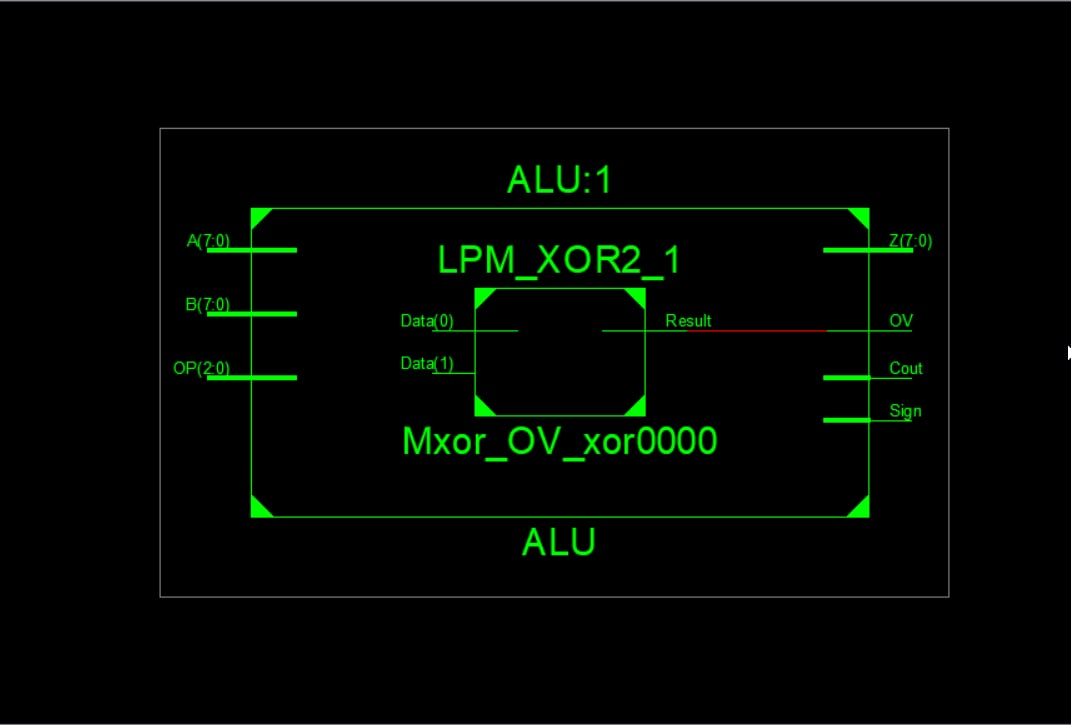 ALU:1
A(7:0)
Z(7:0)
LPM_XOR2_1
B(7:0)
Data(0)
Result
OV
Data(1)
OP(2:0)
Cout
Sign
Mxor_OV_xor0000
ALU